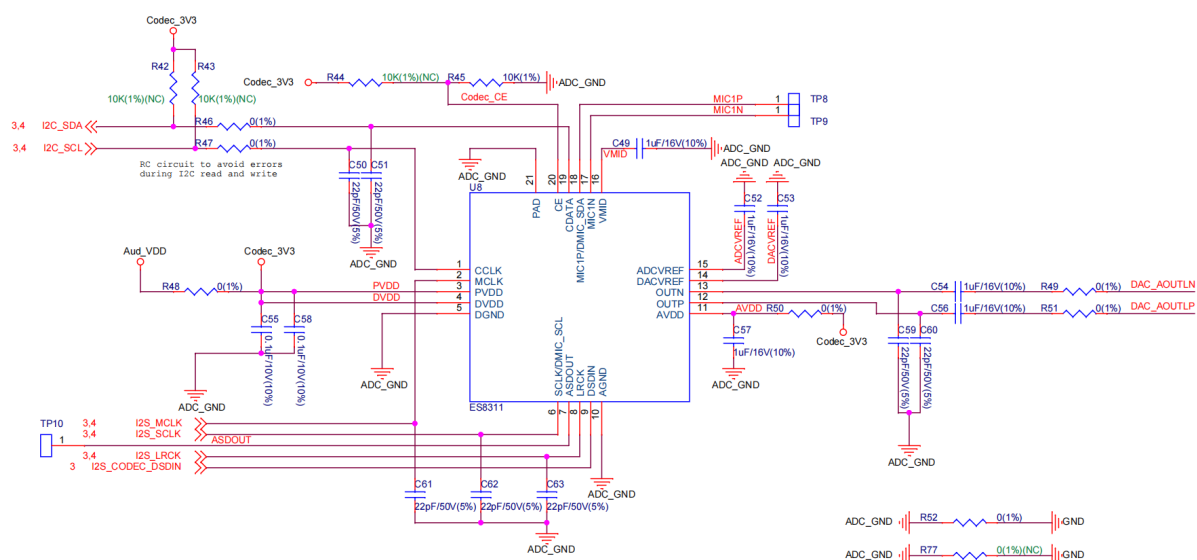 Codec_3V3
R42
R43
10K(1%)(NC)
10K(1%)(NC)
Codec_3V3
R44
10K(1%)(NC)
R45
10K(1%)
ADC_GND
Codec_CE
3,4 I2C_SDA
R46
0(1%)
3,4 I2C_SCL
R47
0(1%)
RC circuit to avoid errors
during I2C read and write
C50
22pF/50V(5%)
C51
22pF/50V(5%)
ADC_GND
MIC1P
1
TP8
MIC1N
1
TP9
C49
1uF/16V(10%)
VMID
ADC_GND
ADC_GND
ADC_GND
ADC_GND
C52
1uF/16V(10%)
ADCVREF
C53
1uF/16V(10%)
DACVREF
U8
21
20
19
18
17
16
PAD
CE
CDATA
MIC1P/DMIC_SDA
MIC1N
VMID
1
CCLK
2
MCLK
3
PVDD
4
DVDD
5
DGND
ADCVREF
15
DACVREF
14
OUTN
13
OUTP
12
AVDD
11
SCLK/DMIC_SCL
ASDOUT
LRCK
DSDIN
AGND
6
7
8
9
10
ES8311
Aud_VDD
Codec_3V3
R48
0(1%)
PVDD
DVDD
C55
0.1uF/10V(10%)
C58
0.1uF/10V(10%)
ADC_GND
ADC_GND
AVDD
R50
0(1%)
Codec_3V3
C57
1uF/16V(10%)
ADC_GND
C54
1uF/16V(10%)
R49
0(1%)
DAC_AOUTLN
C56
1uF/16V(10%)
R51
0(1%)
DAC_AOUTLP
C59
22pF/50V(5%)
C60
22pF/50V(5%)
ADC_GND
TP10
1
3,4 I2S_MCLK
3,4 I2S_SCLK
ASDOUT
3,4 I2S_LRCK
3 I2S_CODEC_DSDIN
C61
22pF/50V(5%)
C62
22pF/50V(5%)
C63
22pF/50V(5%)
ADC_GND
ADC_GND
ADC_GND
R52
0(1%)
GND
ADC_GND
R77
0(1%)(NC)
GND